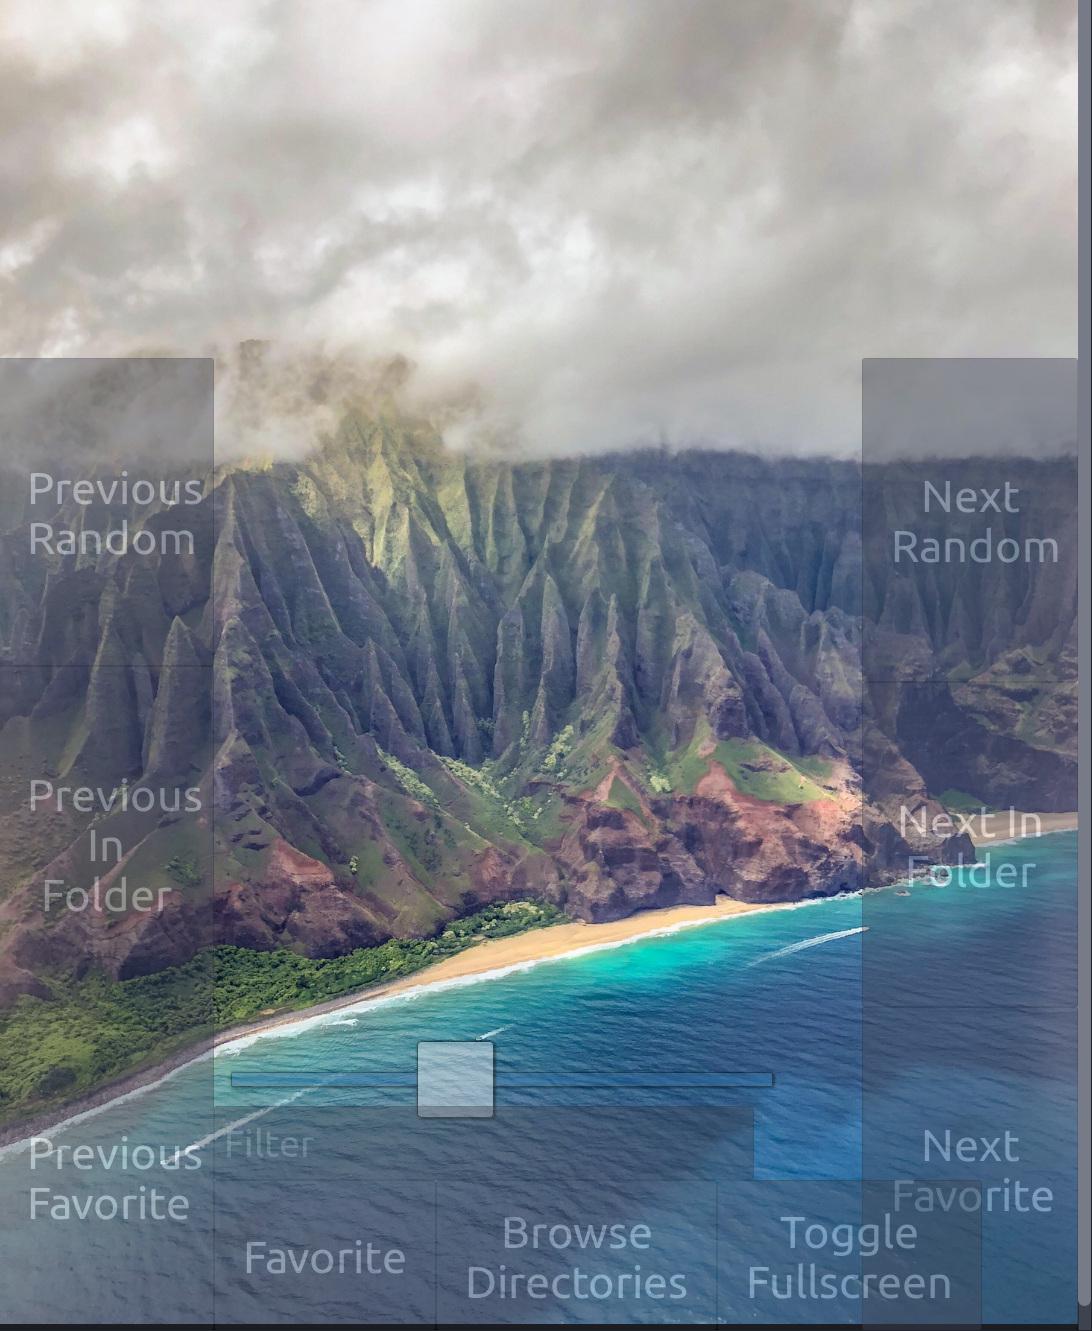 Previous
Random
Next
Random
Previous
In
Folder
Next In
Folder
Filter
Previous
Favorite
Next
Favorite
Favorite
Browse
Directories
Toggle
Fullscreen